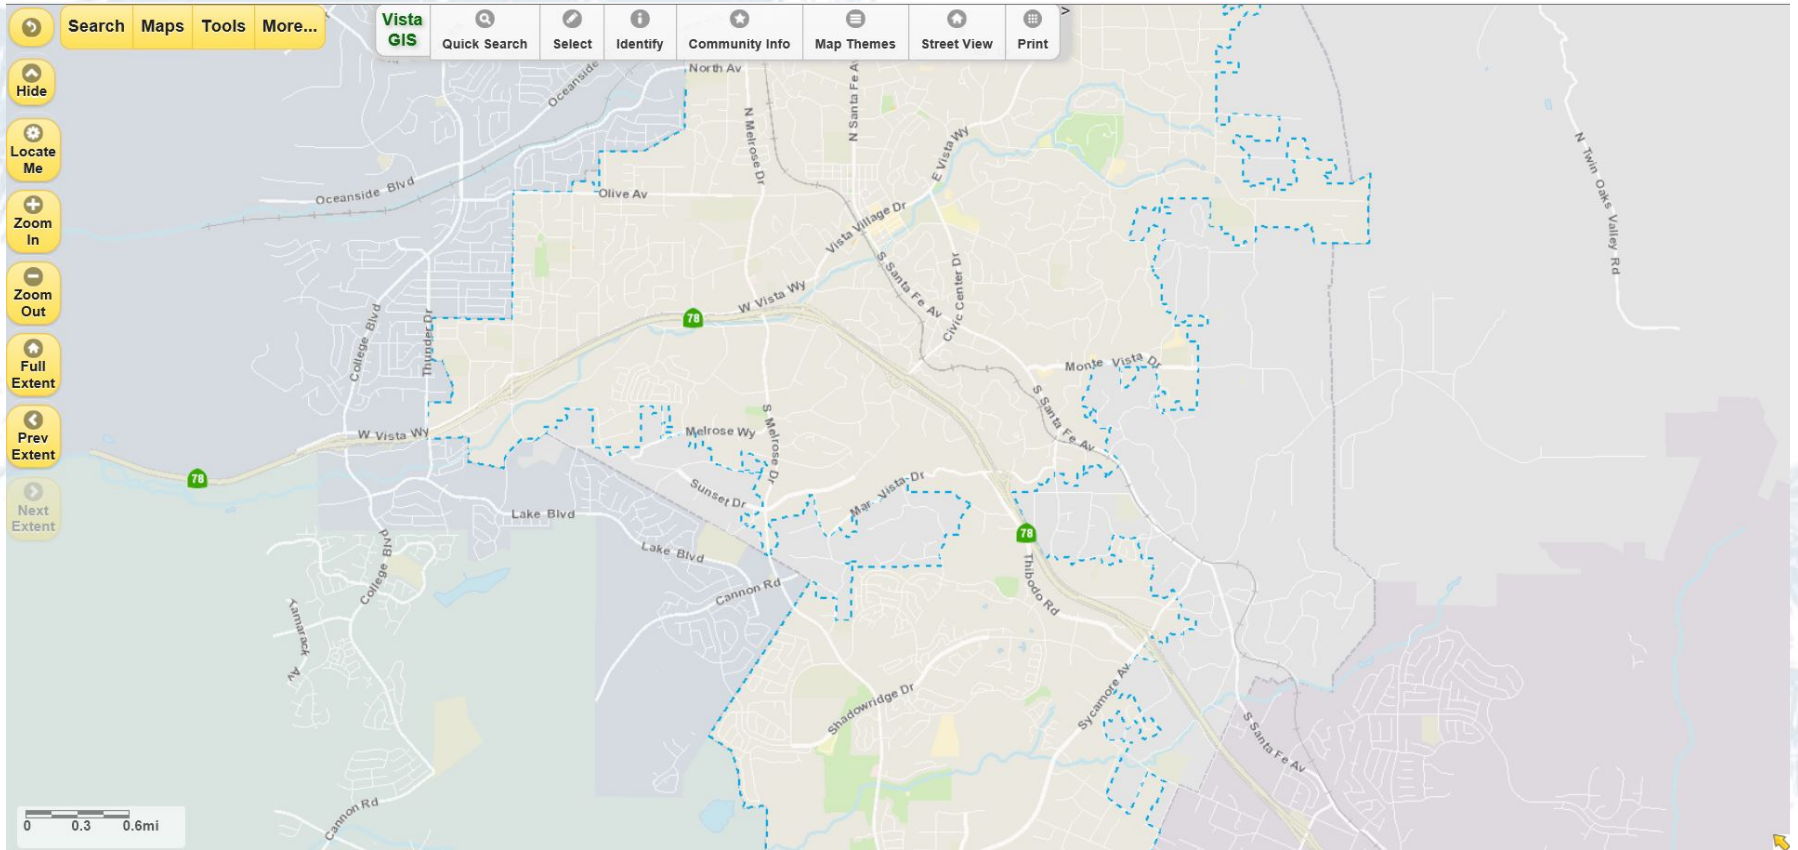 Search Maps Tools More...
Vista
GIS
Quick Search
Select
Identify
Community Info
Map Themes
Street View
Print
>
Hide
Locate
Me
Zoom
In
Zoom
Out
Full
Extent
Prev
Extent
Next
Extent
North Av
Oceanside
N Melrose Dr
N Santa Fe Av
E Vista Wy
N Twin Oaks Valley Rd
Oceanside Blvd
Olive Av
Vista Village Dr
S Santa Fe Av
Civic Center Dr
W Vista Wy
78
College Blvd
Thunder Dr
Monte Vista Dr
S Santa Fe Av
W Vista Wy
Melrose Wy
S Melrose Dr
78
Sunset Dr
Mar Vista Dr
Lake Blvd
Lake Blvd
78
College Blvd
Cannon Rd
Thibodo Rd
Tamarack Av
Shadowridge Dr
Sycamore Av
S Santa Fe Av
Cannon Rd
0 0.3 0.6mi